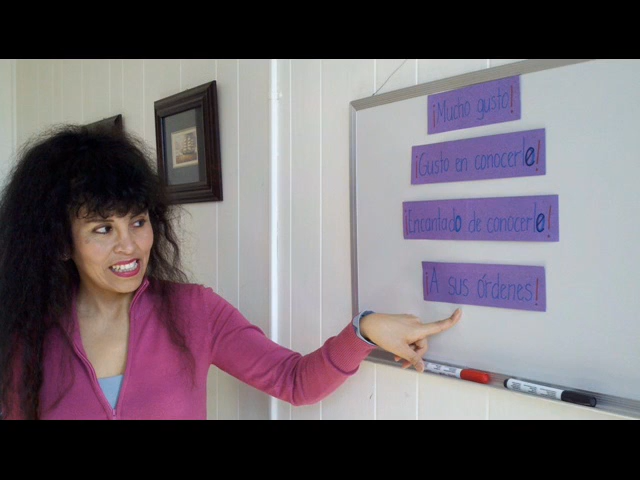 ¡Mucho gusto!
¡Gusto en conocerle!
¡Encantado de conocerle!
¡A sus órdenes!